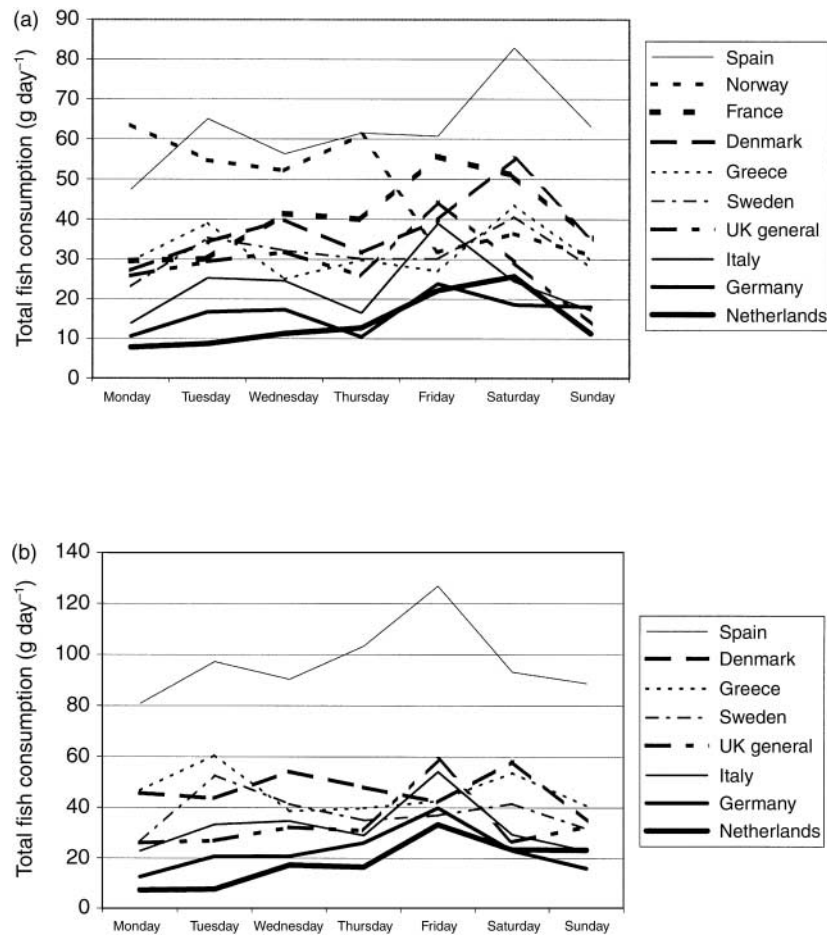 (a)
Total fish consumption (g day⁻¹)
90
80
70
60
50
40
30
20
10
0
Monday Tuesday Wednesday Thursday Friday Saturday Sunday
Spain
Norway
France
Denmark
Greece
Sweden
UK general
Italy
Germany
Netherlands
(b)
Total fish consumption (g day⁻¹)
140
120
100
80
60
40
20
0
Monday Tuesday Wednesday Thursday Friday Saturday Sunday
Spain
Denmark
Greece
Sweden
UK general
Italy
Germany
Netherlands